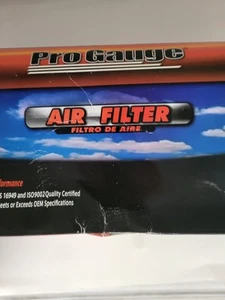 Pro Gauge
AIR FILTER
FILTRO DE AIRE
formance
S 16949 and ISO9002 Quality Certified
eets or Exceeds OEM Specifications